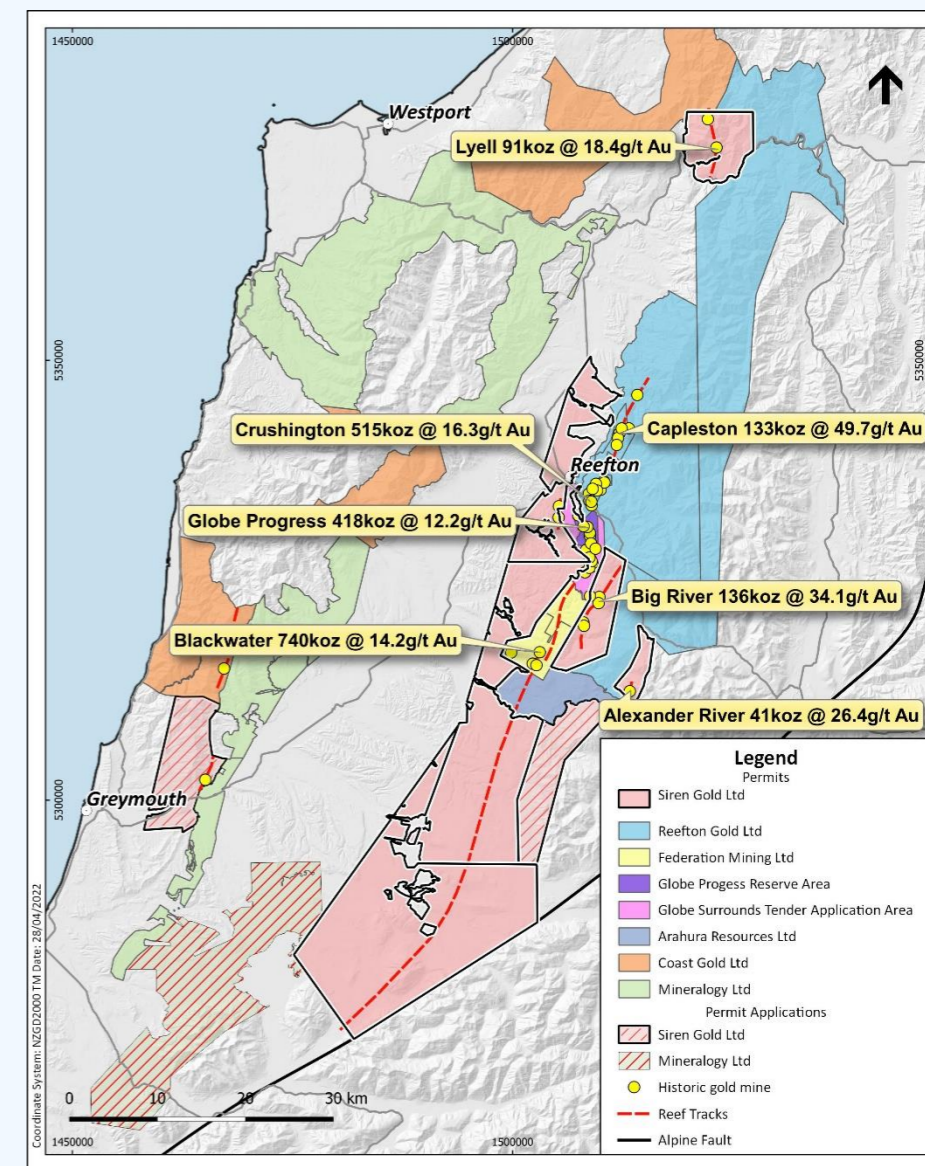 1450000
1500000
Westport
Lyell 91koz @ 18.4g/t Au
5350000
5350000
Crushington 515koz @ 16.3g/t Au
Capleston 133koz @ 49.7g/t Au
Reefton
Globe Progress 418koz @ 12.2g/t Au
Big River 136koz @ 34.1g/t Au
Blackwater 740koz @ 14.2g/t Au
Alexander River 41koz @ 26.4g/t Au
Greymouth
5300000
Legend
Permits
Siren Gold Ltd
Reefton Gold Ltd
Federation Mining Ltd
Globe Progess Reserve Area
Globe Surrounds Tender Application Area
Arahura Resources Ltd
Coast Gold Ltd
Mineralogy Ltd
Permit Applications
Siren Gold Ltd
Mineralogy Ltd
Historic gold mine
Reef Tracks
Alpine Fault
0 10 20 30 km
1450000
1500000
Coordinate System: NZGD2000 TM Date: 28/04/2022